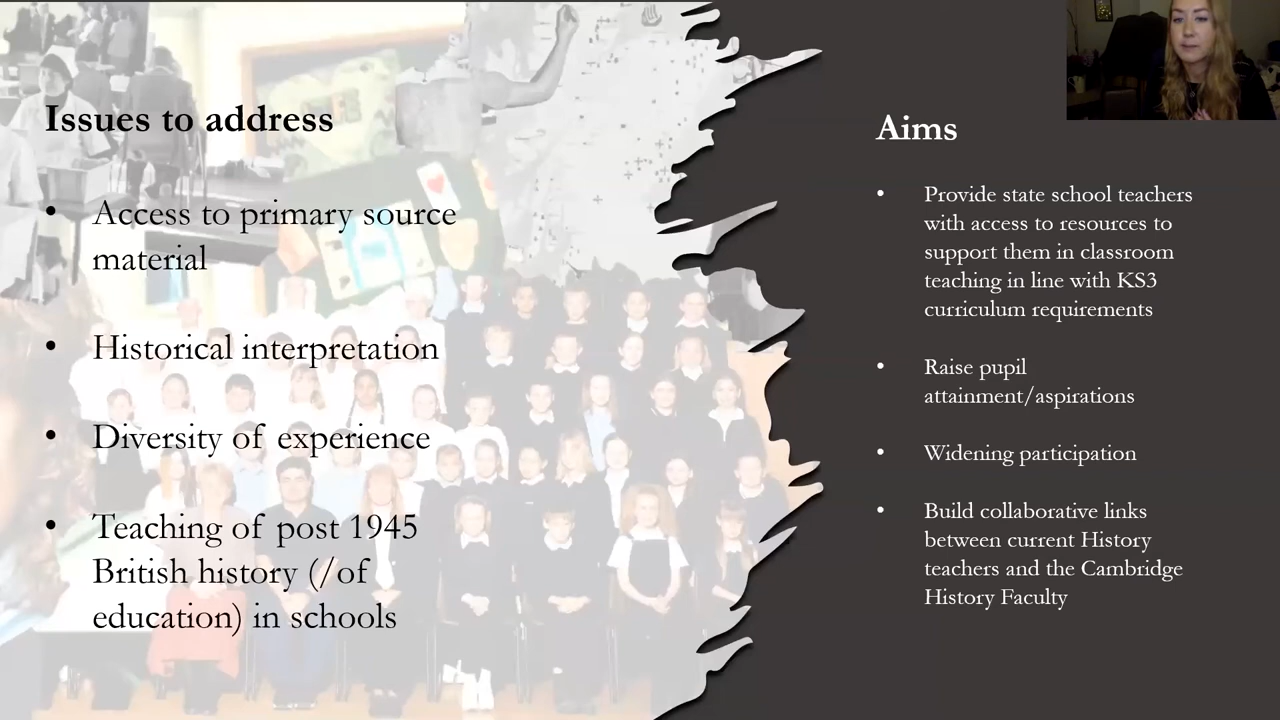 Issues to address
• Access to primary source
material
• Historical interpretation
• Diversity of experience
• Teaching of post 1945
British history (/of
education) in schools
Aims
• Provide state school teachers
with access to resources to
support them in classroom
teaching in line with KS3
curriculum requirements
• Raise pupil
attainment/aspirations
• Widening participation
• Build collaborative links
between current History
teachers and the Cambridge
History Faculty